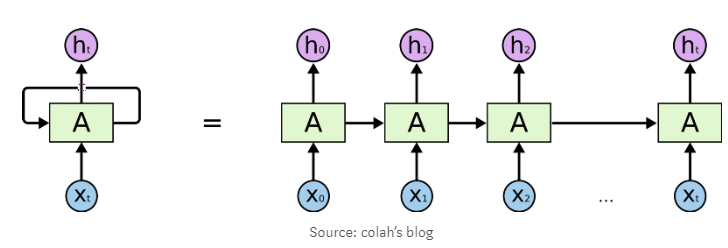 hₜ h₀ h₁ h₂ hₜ
A = A A A A
xₜ x₀ x₁ x₂ ... xₜ
Source: colah's blog